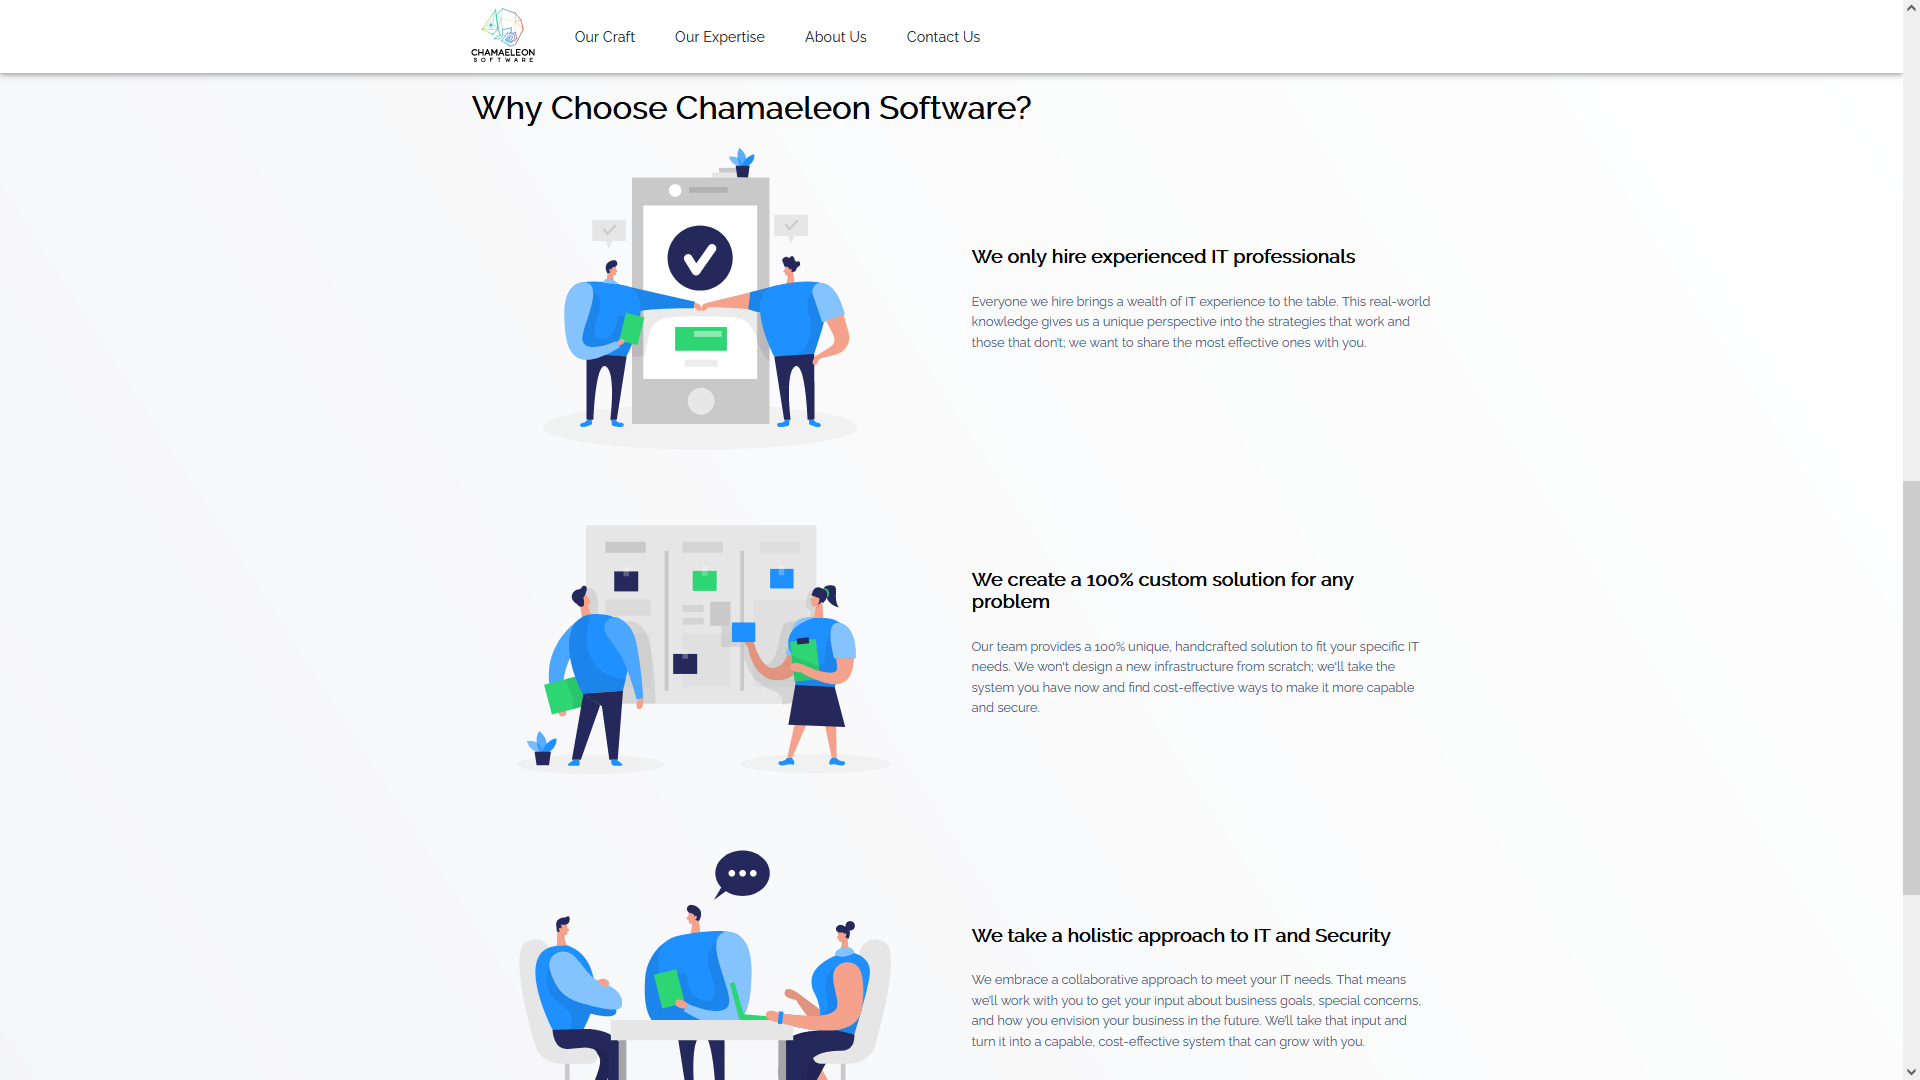 CHAMAELEON
SOFTWARE
Our Craft
Our Expertise
About Us
Contact Us
Why Choose Chamaeleon Software?
We only hire experienced IT professionals
Everyone we hire brings a wealth of IT experience to the table. This real-world
knowledge gives us a unique perspective into the strategies that work and
those that don't; we want to share the most effective ones with you.
We create a 100% custom solution for any
problem
Our team provides a 100% unique, handcrafted solution to fit your specific IT
needs. We won't design a new infrastructure from scratch; we'll take the
system you have now and find cost-effective ways to make it more capable
and secure.
We take a holistic approach to IT and Security
We embrace a collaborative approach to meet your IT needs. That means
we'll work with you to get your input about business goals, special concerns,
and how you envision your business in the future. We'll take that input and
turn it into a capable, cost-effective system that can grow with you.